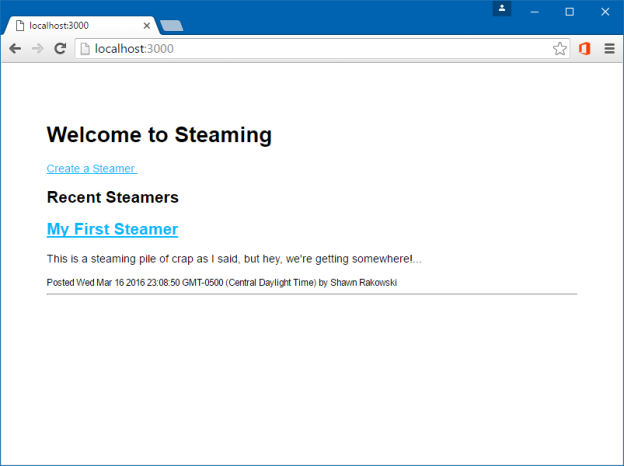 localhost:3000
localhost:3000
Welcome to Steaming
Create a Steamer
Recent Steamers
My First Steamer
This is a steaming pile of crap as I said, but hey, we're getting somewhere!...
Posted Wed Mar 16 2016 23:08:50 GMT-0500 (Central Daylight Time) by Shawn Rakowski